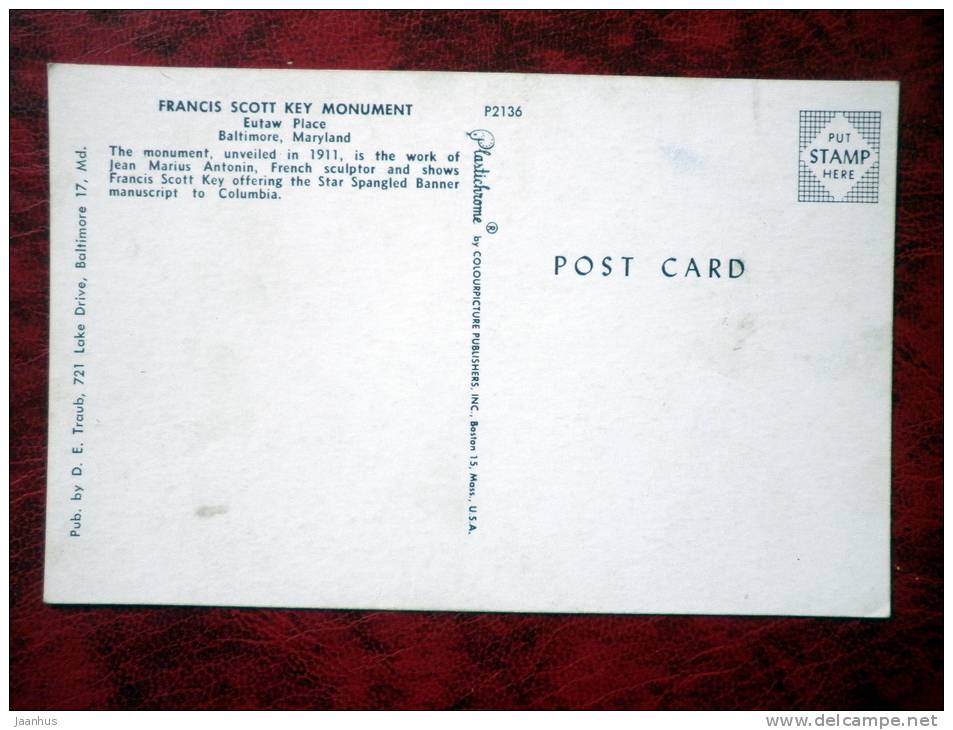 FRANCIS SCOTT KEY MONUMENT
Eutaw Place
Baltimore, Maryland
The monument, unveiled in 1911, is the work of
Jean Marius Antonin, French sculptor and shows
Francis Scott Key offering the Star Spangled Banner
manuscript to Columbia.
Pub. by D. E. Traub, 721 Lake Drive, Baltimore 17, Md.
P2136
Plastichrome® by COLOURPICTURE PUBLISHERS, INC., Boston 15, Mass., U.S.A.
PUT
STAMP
HERE
POST CARD
Jaanhus
www.delcampe.net